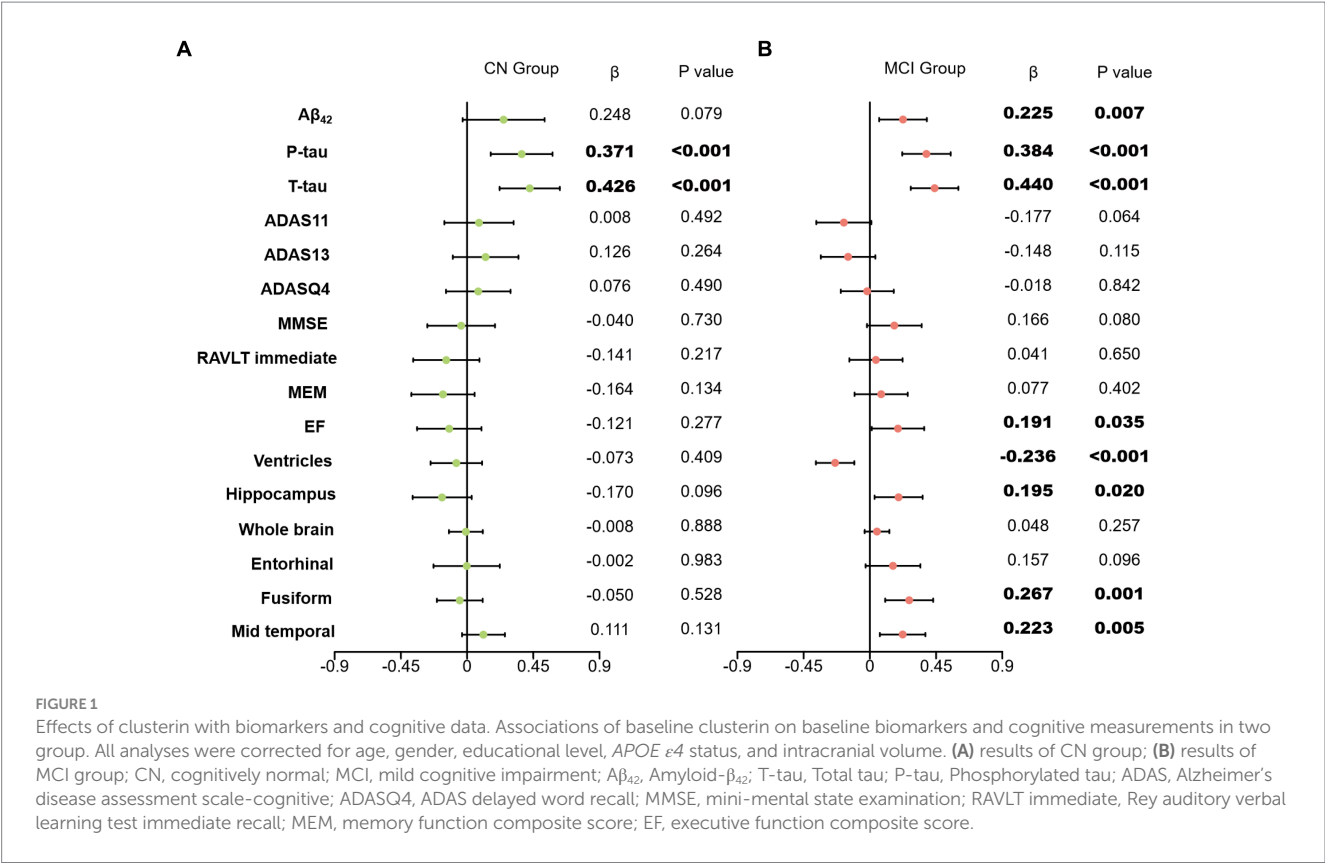 A
B
CN Group β P value
MCI Group β P value
Aβ₄₂ 0.248 0.079 0.225 0.007
P-tau 0.371 <0.001 0.384 <0.001
T-tau 0.426 <0.001 0.440 <0.001
ADAS11 0.008 0.492 -0.177 0.064
ADAS13 0.126 0.264 -0.148 0.115
ADASQ4 0.076 0.490 -0.018 0.842
MMSE -0.040 0.730 0.166 0.080
RAVLT immediate -0.141 0.217 0.041 0.650
MEM -0.164 0.134 0.077 0.402
EF -0.121 0.277 0.191 0.035
Ventricles -0.073 0.409 -0.236 <0.001
Hippocampus -0.170 0.096 0.195 0.020
Whole brain -0.008 0.888 0.048 0.257
Entorhinal -0.002 0.983 0.157 0.096
Fusiform -0.050 0.528 0.267 0.001
Mid temporal 0.111 0.131 0.223 0.005
-0.9 -0.45 0 0.45 0.9 -0.9 -0.45 0 0.45 0.9
FIGURE 1
Effects of clusterin with biomarkers and cognitive data. Associations of baseline clusterin on baseline biomarkers and cognitive measurements in two
group. All analyses were corrected for age, gender, educational level, APOE ε4 status, and intracranial volume. (A) results of CN group; (B) results of
MCI group; CN, cognitively normal; MCI, mild cognitive impairment; Aβ₄₂, Amyloid-β₄₂; T-tau, Total tau; P-tau, Phosphorylated tau; ADAS, Alzheimer's
disease assessment scale-cognitive; ADASQ4, ADAS delayed word recall; MMSE, mini-mental state examination; RAVLT immediate, Rey auditory verbal
learning test immediate recall; MEM, memory function composite score; EF, executive function composite score.